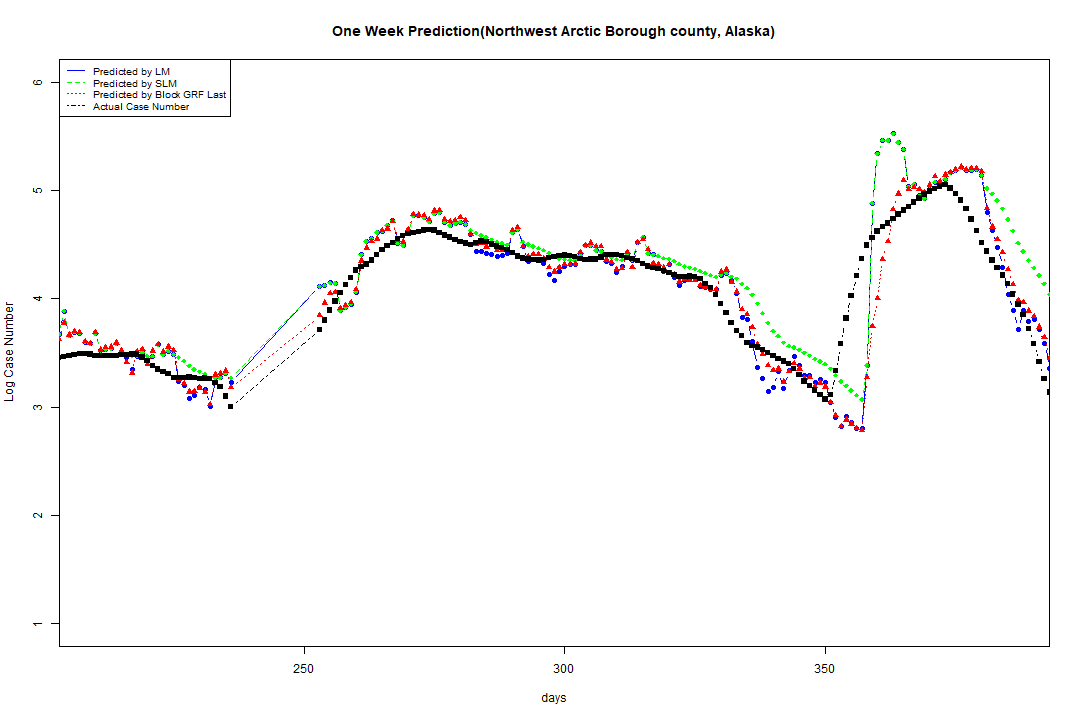 One Week Prediction(Northwest Arctic Borough county, Alaska)
Predicted by LM
Predicted by SLM
Predicted by Block GRF Last
Actual Case Number
6
5
4
3
2
1
Log Case Number
250
300
350
days